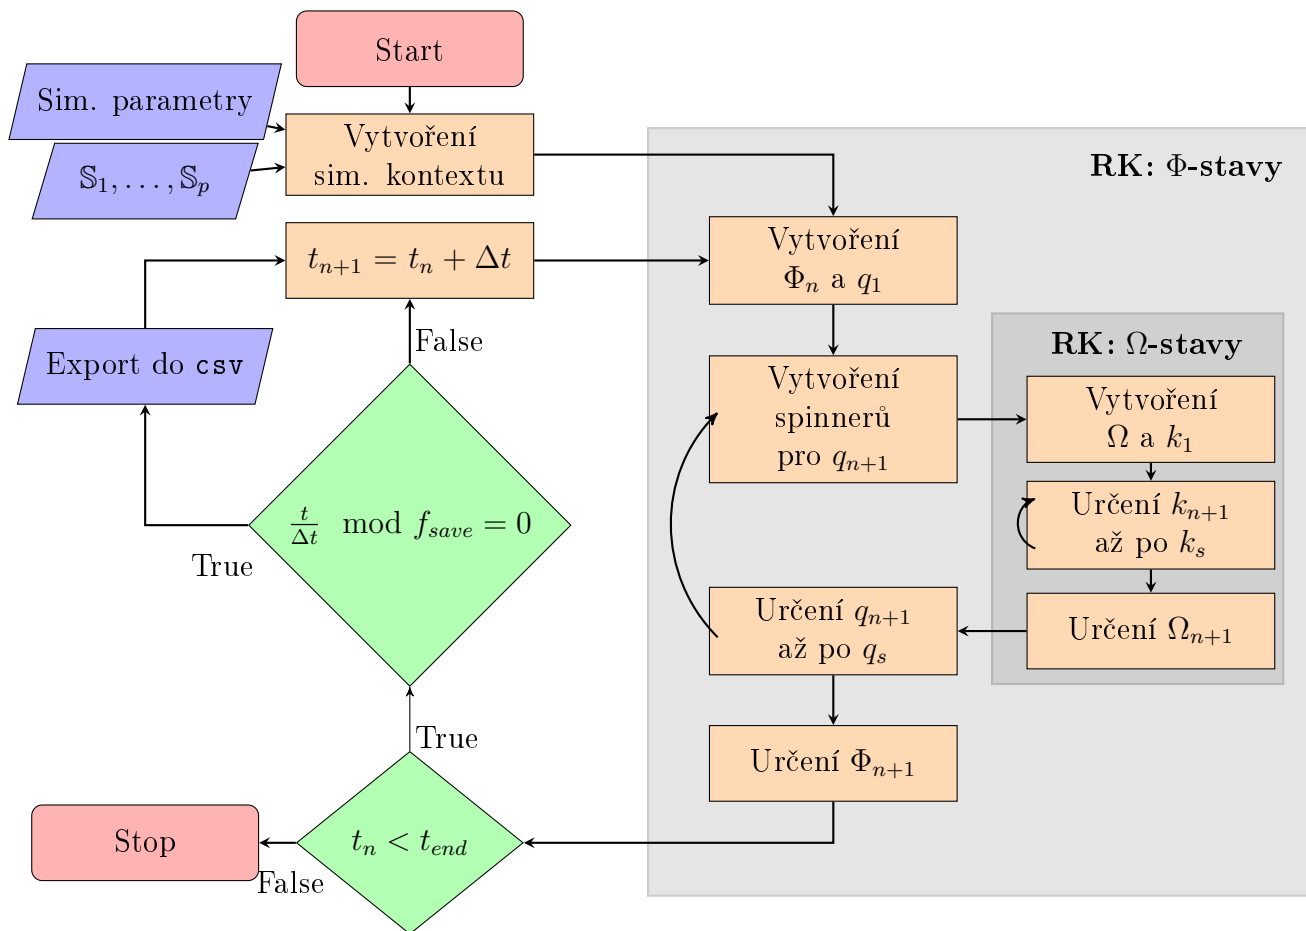 Start
Sim. parametry
Vytvoření
sim. kontextu
𝕊₁, …, 𝕊ₚ
RK: Φ-stavy
tₙ₊₁ = tₙ + Δt
Vytvoření
Φₙ a q₁
False
Export do csv
RK: Ω-stavy
Vytvoření
spinnerů
pro qₙ₊₁
Vytvoření
Ω a k₁
Určení kₙ₊₁
až po kₛ
t/Δt mod f_save = 0
True
Určení qₙ₊₁
až po qₛ
Určení Ωₙ₊₁
True
Určení Φₙ₊₁
Stop
tₙ < t_end
False